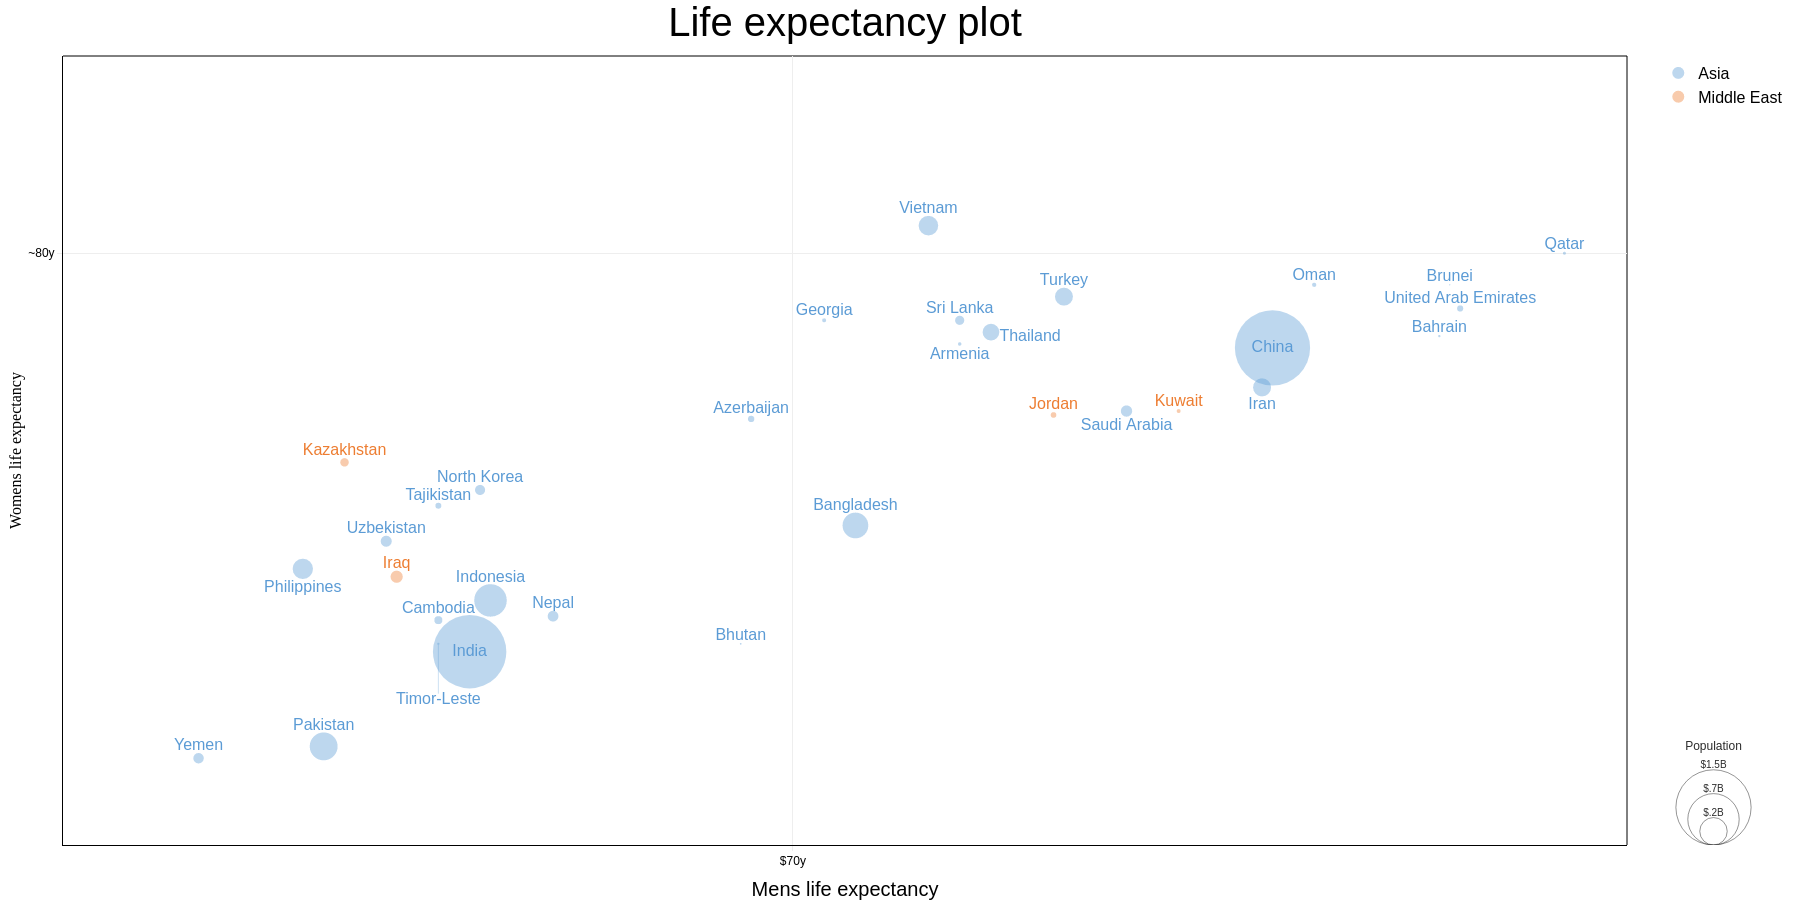 Life expectancy plot
Asia
Middle East
Vietnam
~80y
Qatar
Turkey
Oman
Brunei
United Arab Emirates
Georgia
Sri Lanka
Bahrain
Thailand
China
Armenia
Womens life expectancy
Azerbaijan
Jordan
Kuwait
Iran
Saudi Arabia
Kazakhstan
North Korea
Tajikistan
Bangladesh
Uzbekistan
Iraq
Indonesia
Philippines
Cambodia
Nepal
Bhutan
India
Timor-Leste
Pakistan
Yemen
Population
$1.5B
$.7B
$.2B
$70y
Mens life expectancy